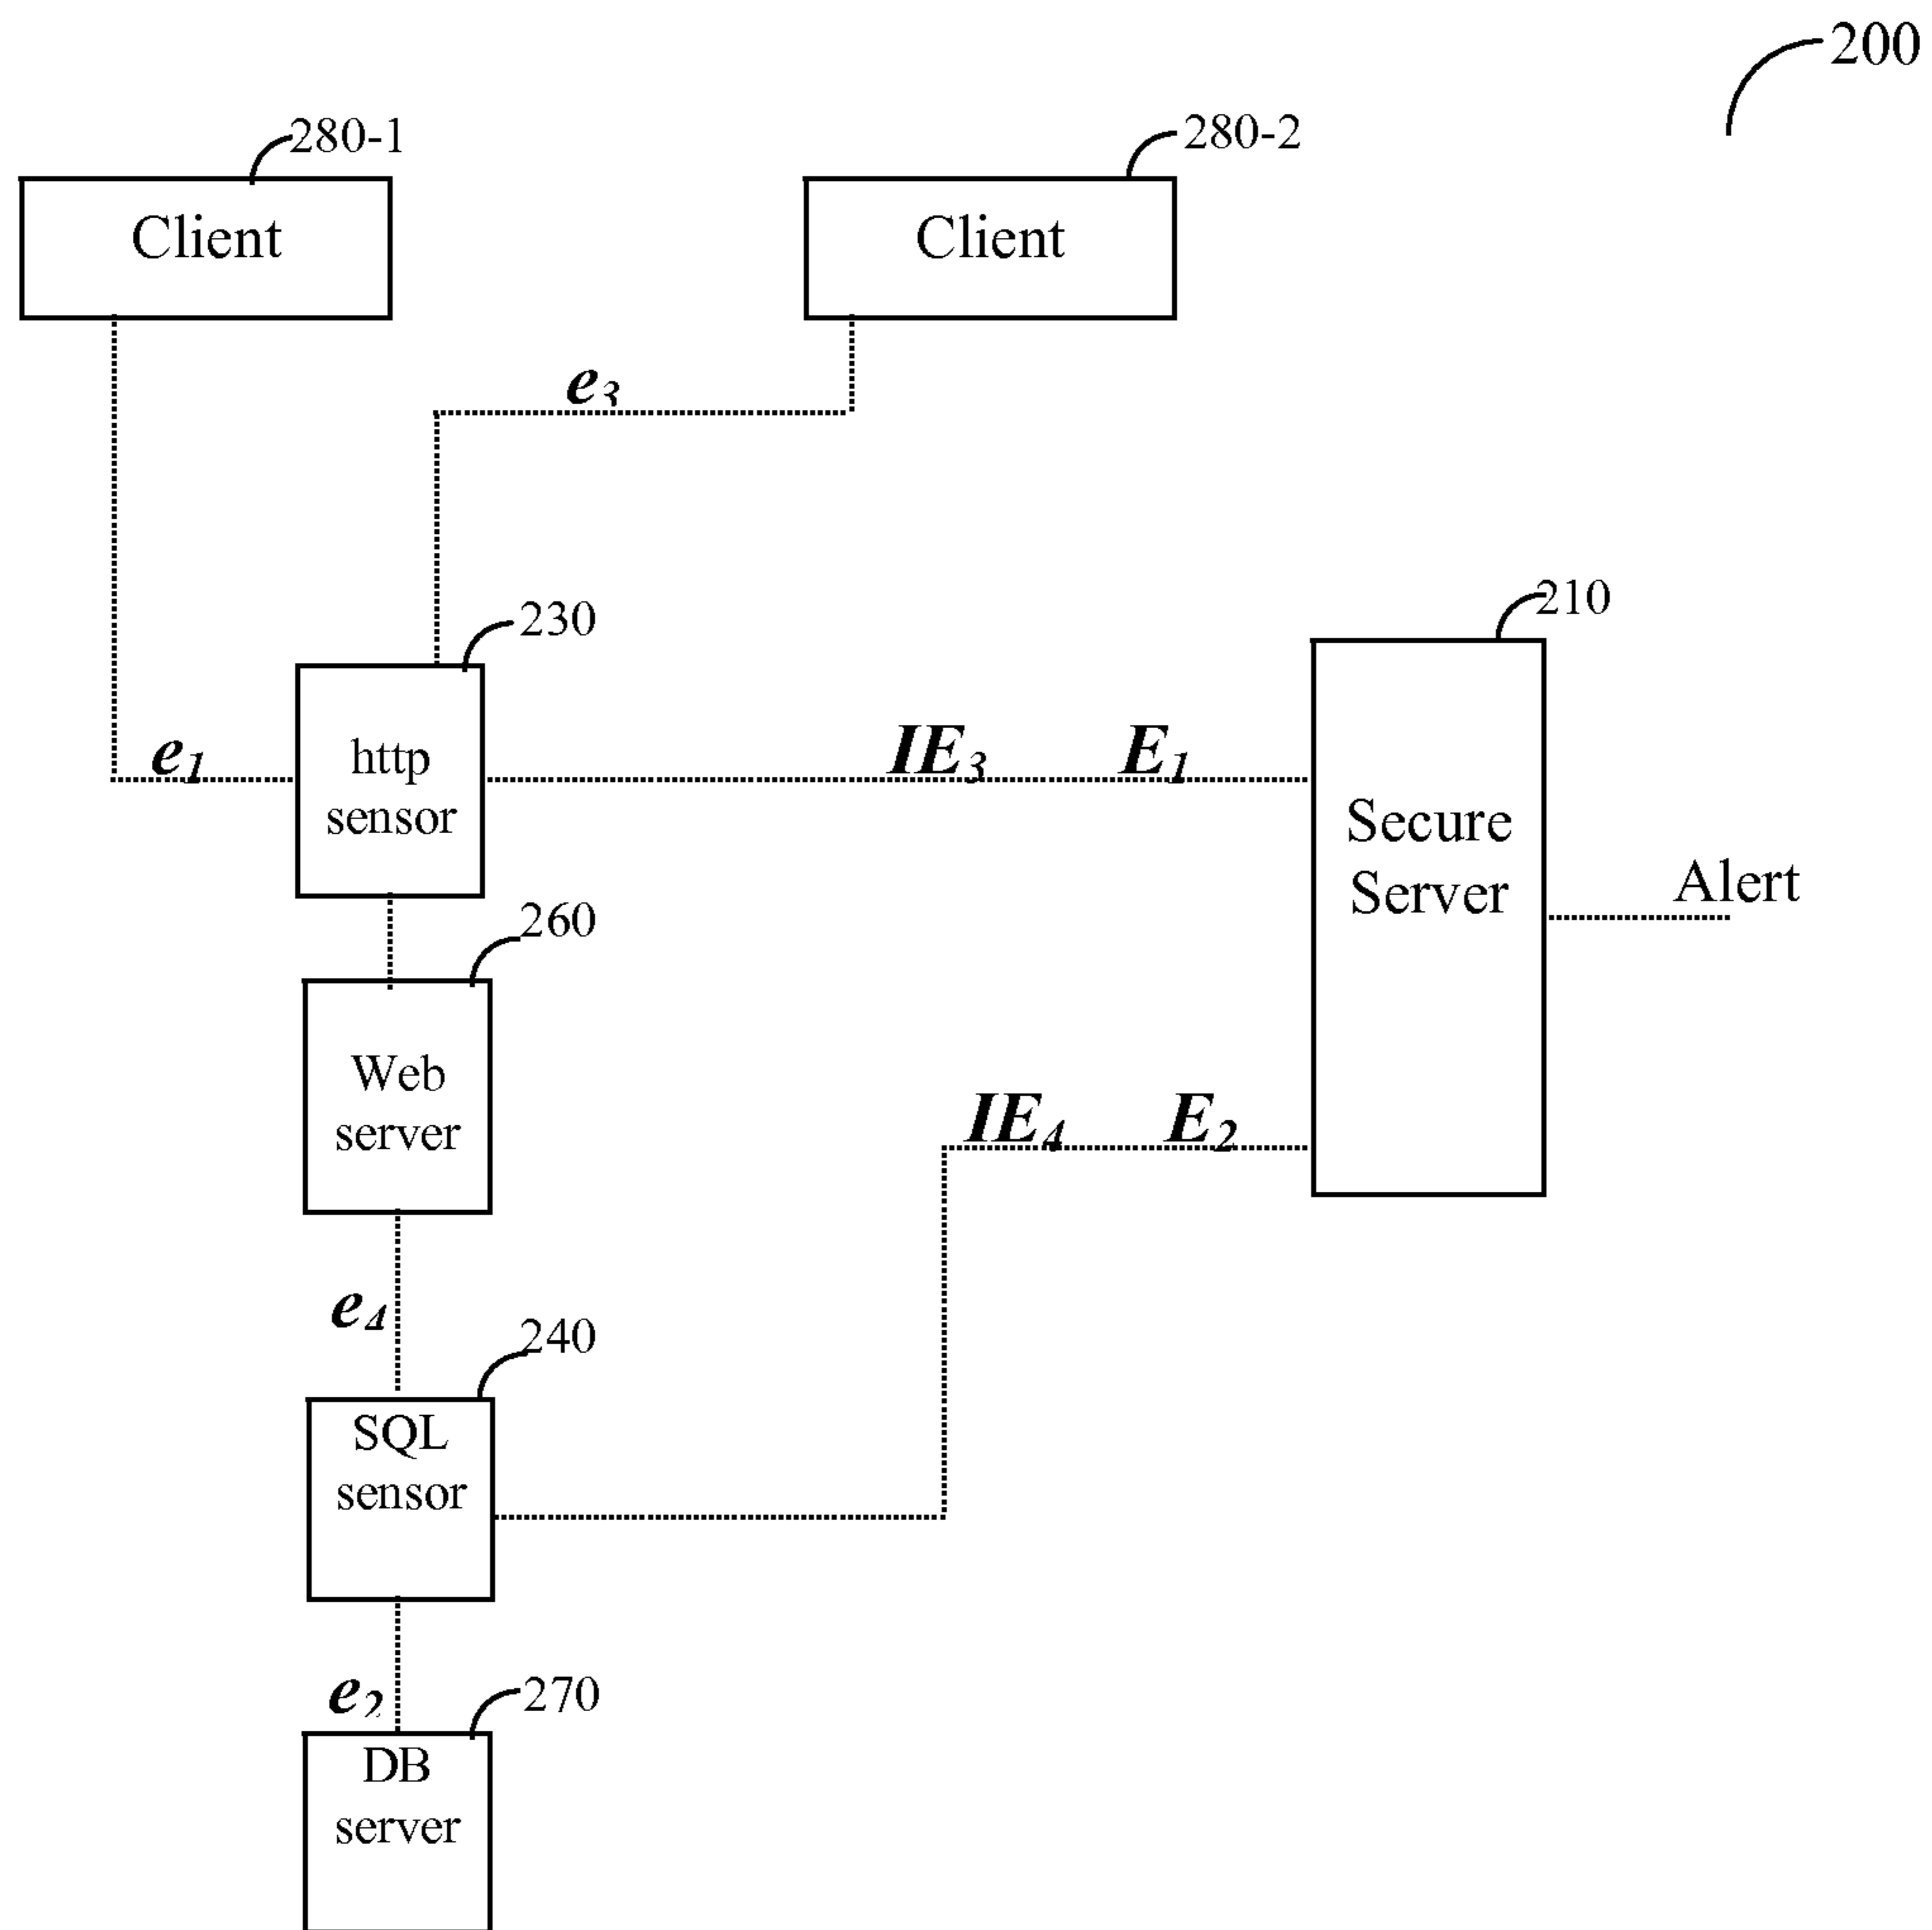 200
280-1
280-2
Client
Client
e3
230
210
e1
http
sensor
IE3
E1
Secure
Server
Alert
260
Web
server
IE4
E2
e4
240
SQL
sensor
e2
270
DB
server